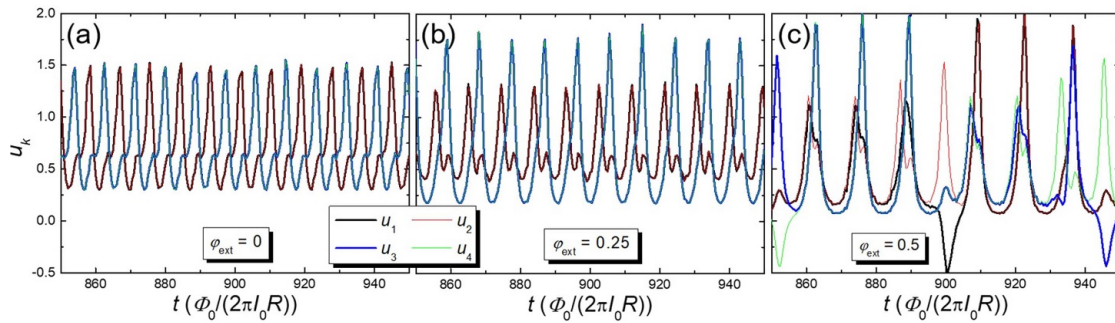 (a)
(b)
(c)
2.0
1.5
1.0
0.5
0.0
-0.5
u_k
φ_ext = 0
u_1 u_2
u_3 u_4
φ_ext = 0.25
φ_ext = 0.5
860 880 900 920 940
860 880 900 920 940
860 880 900 920 940
t (Φ_0/(2πI_0R))
t (Φ_0/(2πI_0R))
t (Φ_0/(2πI_0R))